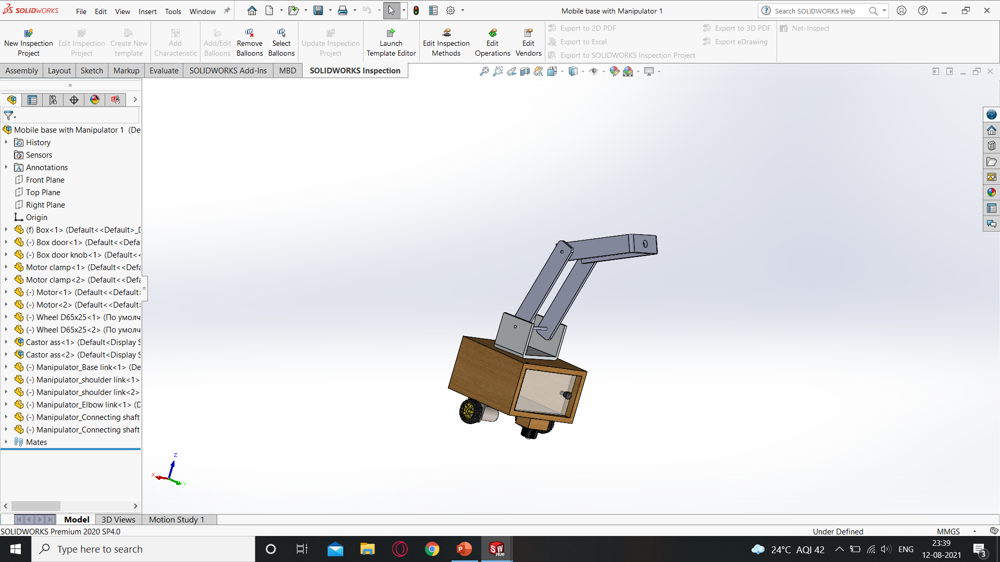 SOLIDWORKS
File Edit View Insert Tools Window
Mobile base with Manipulator 1
Search SOLIDWORKS Help
New Inspection Project
Edit Inspection Project
Create New template
Add Characteristic
Add/Edit Balloons
Remove Balloons
Select Balloons
Update Inspection Project
Launch Template Editor
Edit Inspection Methods
Edit Operations
Edit Vendors
Export to 2D PDF
Export to Excel
Export to SOLIDWORKS Inspection Project
Export to 3D PDF
Export eDrawing
Net-Inspect
Assembly Layout Sketch Markup Evaluate SOLIDWORKS Add-Ins MBD SOLIDWORKS Inspection
Mobile base with Manipulator 1 (De
History
Sensors
Annotations
Front Plane
Top Plane
Right Plane
Origin
(f) Box<1> (Default<<Default>_D
(-) Box door<1> (Default<<Defa
(-) Box door knob<1> (Default<<
Motor clamp<1> (Default<<Defa
Motor clamp<2> (Default<<Defa
(-) Motor<1> (Default<<Default>
(-) Motor<2> (Default<<Default>
(-) Wheel D65x25<1> (По умолч
(-) Wheel D65x25<2> (По умолч
Castor ass<1> (Default<Display S
Castor ass<2> (Default<Display S
(-) Manipulator_Base link<1> (De
(-) Manipulator_shoulder link<1>
(-) Manipulator_shoulder link<2>
(-) Manipulator_Elbow link<1> (D
(-) Manipulator_Connecting shaft
(-) Manipulator_Connecting shaft
Mates
Z
X
Y
Model 3D Views Motion Study 1
SOLIDWORKS Premium 2020 SP4.0
Under Defined
MMGS
Type here to search
SW 2020
24°C AQI 42
ENG
23:39
12-08-2021
3